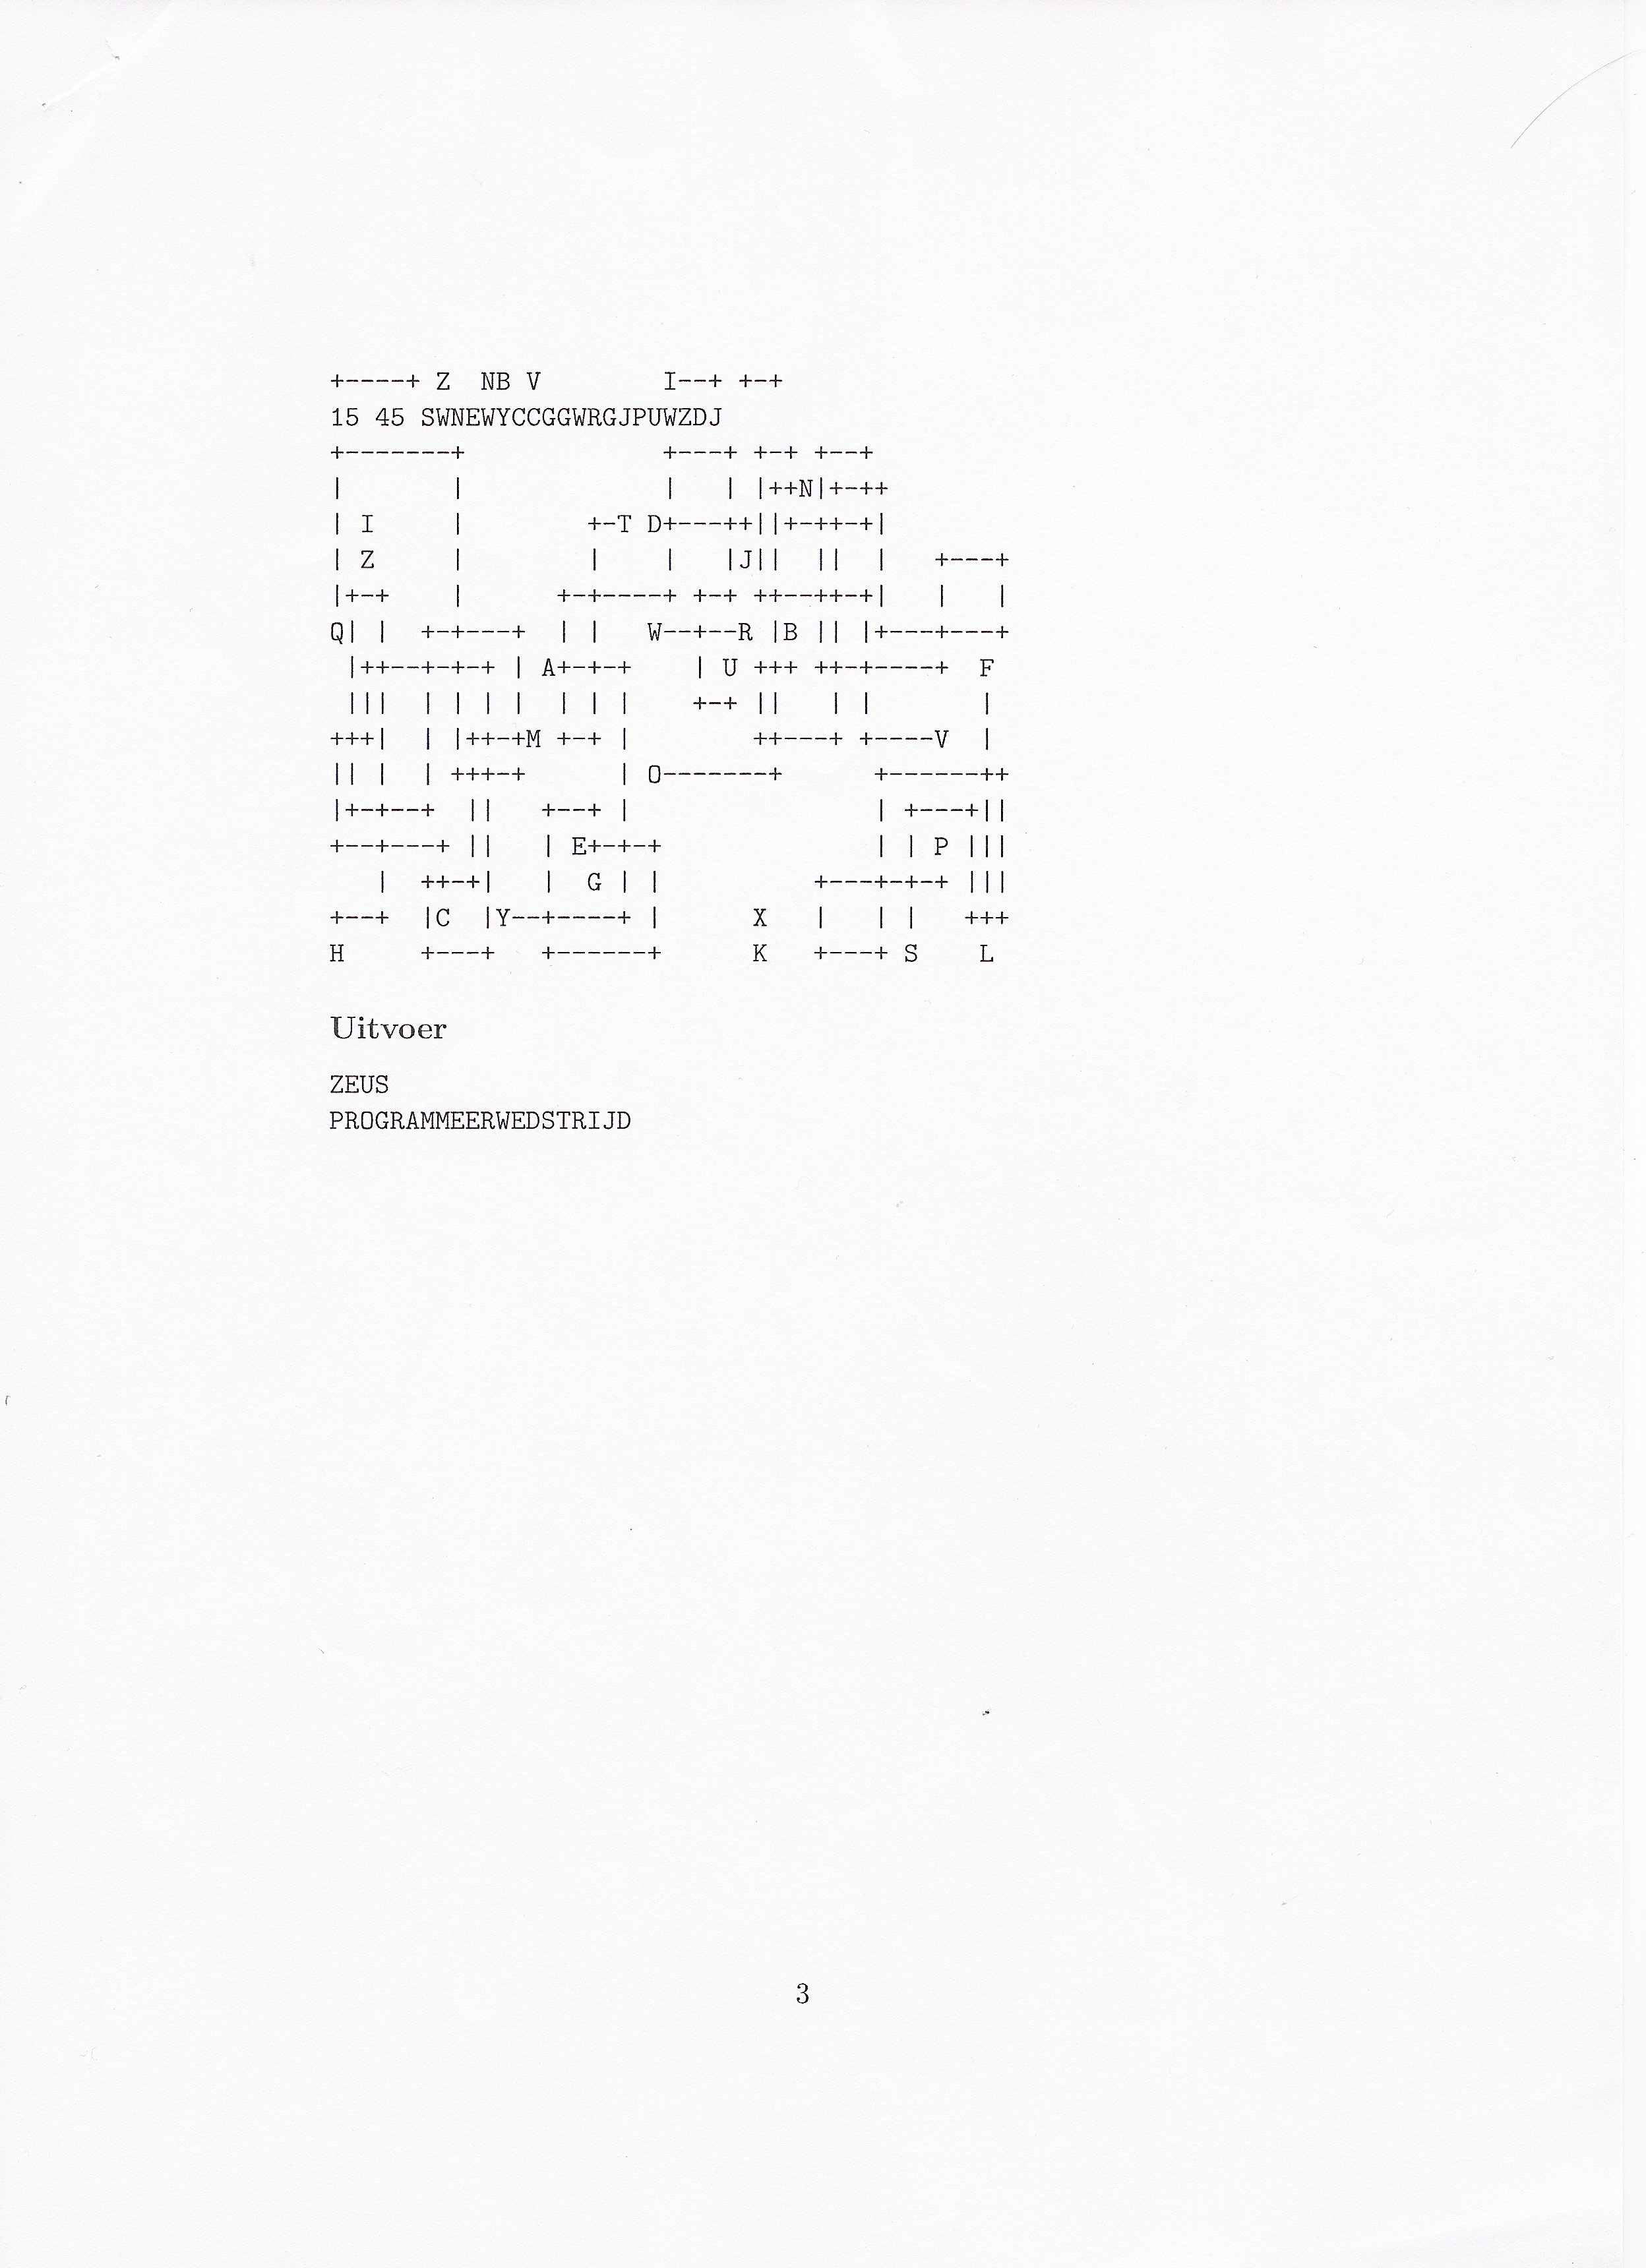 +----+ Z  NB V        I--+ +-+
15 45 SWNEWYCCGGWRGJPUWZDJ
+-------+             +---+ +-+ +--+
|       |             |   | |++N|+-++
| I     |        +-T D+---++||+-++-+|
| Z     |        |    |   |J||  ||  |   +---+
|+-+    |      +-+----+ +-+ ++--++-+|   |   |
Q| |  +-+---+  | |   W--+--R |B || |+---+---+
 |++--+-+-+ | A+-+-+    | U +++ ++-+----+  F
 |||  | | | |  | | |    +-+ ||   | |       |
+++|  | |++-+M +-+ |        ++---+ +----V  |
|| |  | +++-+      | O-------+      +------++
|+-+--+  ||   +--+ |                | +---+||
+--+---+ ||   | E+-+-+              | | P |||
   |  ++-+|   |  G | |          +---+-+-+ |||
+--+  |C  |Y--+----+ |      X   |   | |   +++
H     +---+   +------+      K   +---+ S    L
Uitvoer
ZEUS
PROGRAMMEERWEDSTRIJD
3